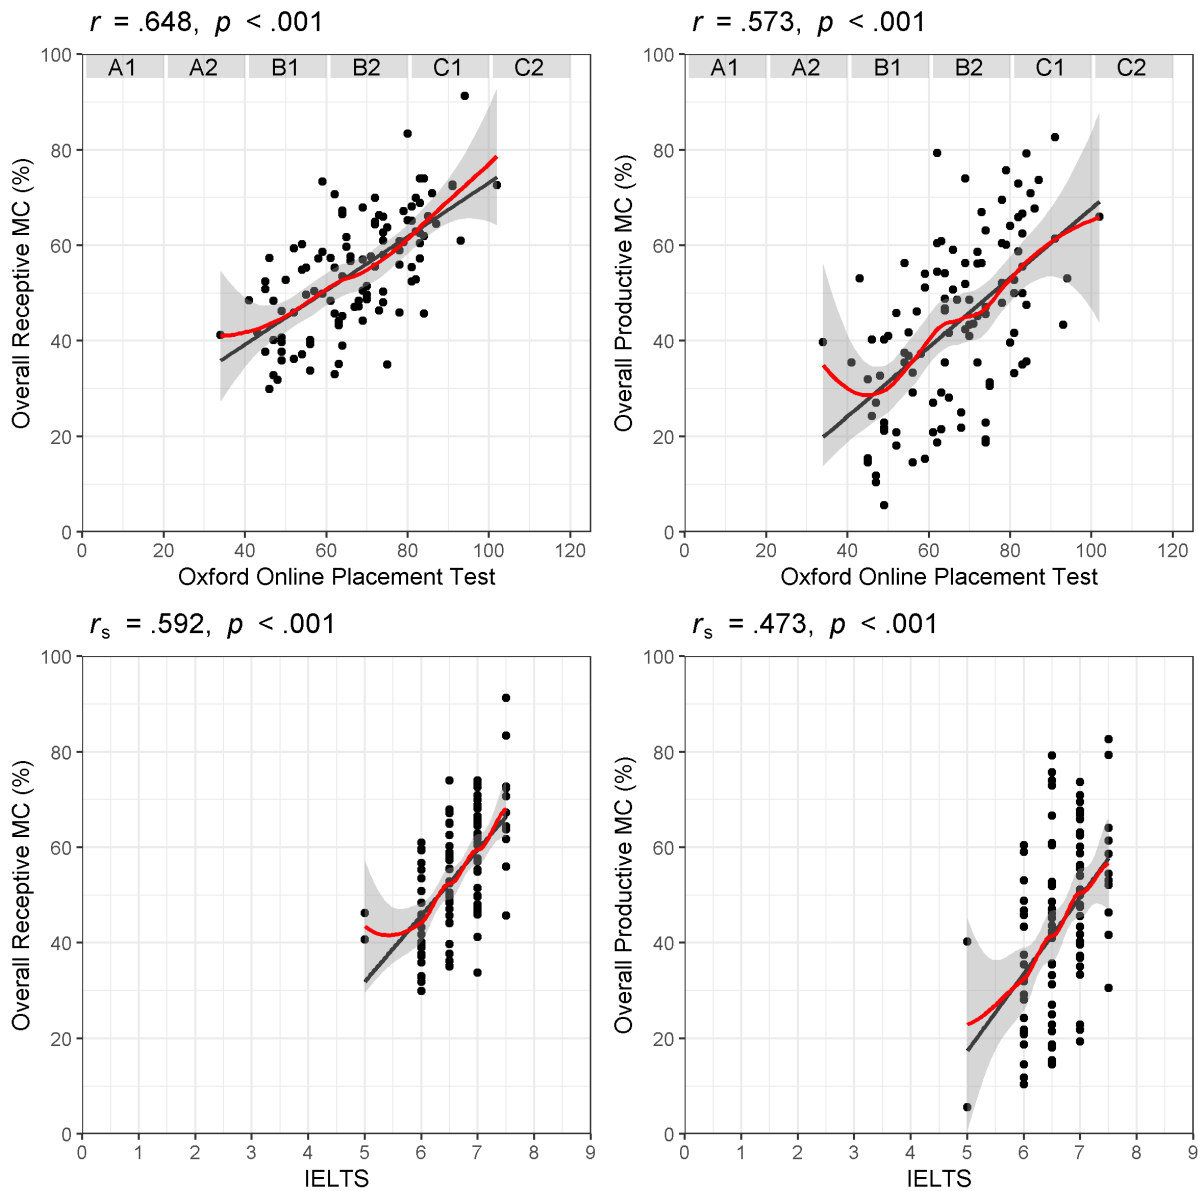 r = .648, p < .001
A1 A2 B1 B2 C1 C2
Overall Receptive MC (%)
100
80
60
40
20
0
0 20 40 60 80 100 120
Oxford Online Placement Test
r = .573, p < .001
A1 A2 B1 B2 C1 C2
Overall Productive MC (%)
100
80
60
40
20
0
0 20 40 60 80 100 120
Oxford Online Placement Test
rs = .592, p < .001
Overall Receptive MC (%)
100
80
60
40
20
0
0 1 2 3 4 5 6 7 8 9
IELTS
rs = .473, p < .001
Overall Productive MC (%)
100
80
60
40
20
0
0 1 2 3 4 5 6 7 8 9
IELTS